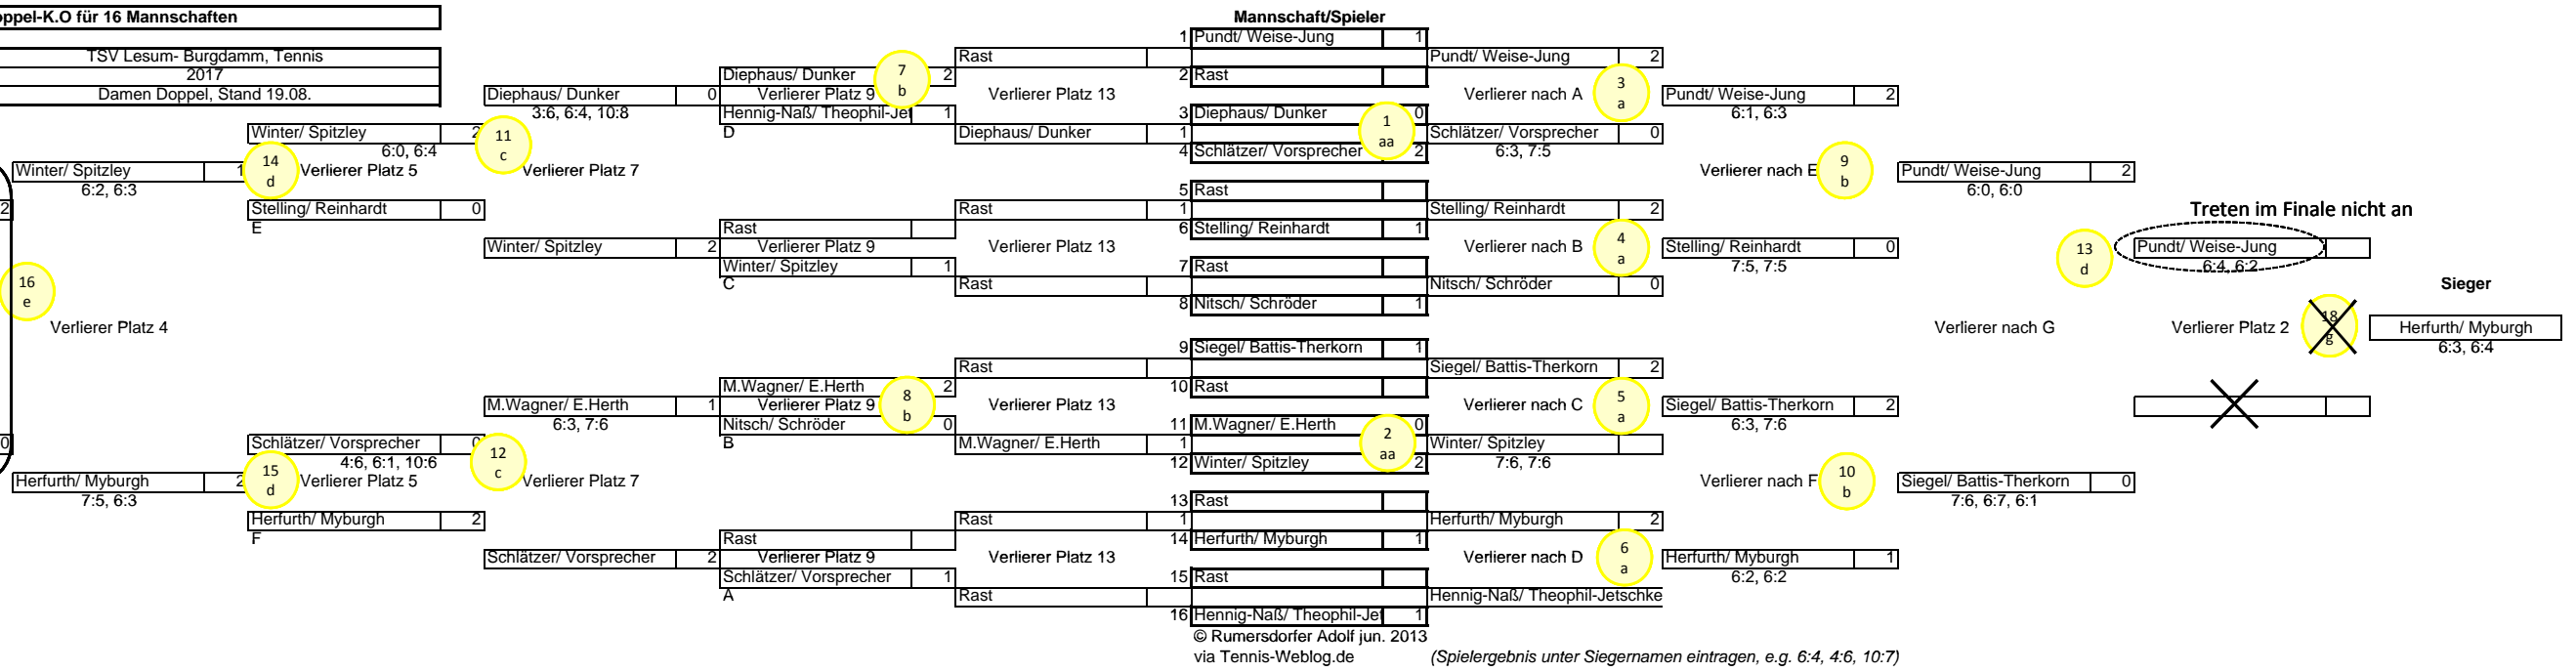 oppel-K.O für 16 Mannschaften
TSV Lesum- Burgdamm, Tennis
2017
Damen Doppel, Stand 19.08.
Winter/ Spitzley 1
6:2, 6:3
2
16
e
Verlierer Platz 4
0
Herfurth/ Myburgh 2
7:5, 6:3
Winter/ Spitzley 2
6:0, 6:4
14
d
Verlierer Platz 5
Stelling/ Reinhardt 0
E
Schlätzer/ Vorsprecher 0
4:6, 6:1, 10:6
15
d
Verlierer Platz 5
Herfurth/ Myburgh 2
F
Diephaus/ Dunker 0
3:6, 6:4, 10:8
11
c
Verlierer Platz 7
Winter/ Spitzley 2
M.Wagner/ E.Herth 1
6:3, 7:6
12
c
Verlierer Platz 7
Schlätzer/ Vorsprecher 2
Diephaus/ Dunker 2
7
b
Verlierer Platz 9
Hennig-Naß/ Theophil-Jet 1
D
Rast
Verlierer Platz 9
Winter/ Spitzley 1
C
M.Wagner/ E.Herth 2
8
b
Verlierer Platz 9
Nitsch/ Schröder 0
B
Rast
Verlierer Platz 9
Schlätzer/ Vorsprecher 1
A
Rast
Verlierer Platz 13
Diephaus/ Dunker 1
Rast 1
Verlierer Platz 13
Rast
Rast
Verlierer Platz 13
M.Wagner/ E.Herth 1
Rast 1
Verlierer Platz 13
Rast
Mannschaft/Spieler
1 Pundt/ Weise-Jung 1
2 Rast
3 Diephaus/ Dunker 0
1
aa
4 Schlätzer/ Vorsprecher 2
5 Rast
6 Stelling/ Reinhardt 1
7 Rast
8 Nitsch/ Schröder 1
9 Siegel/ Battis-Therkorn 1
10 Rast
11 M.Wagner/ E.Herth 0
2
aa
12 Winter/ Spitzley 2
13 Rast
14 Herfurth/ Myburgh 1
15 Rast
16 Hennig-Naß/ Theophil-Jet 1
© Rumersdorfer Adolf jun. 2013
via Tennis-Weblog.de
Pundt/ Weise-Jung 2
Verlierer nach A
3
a
Schlätzer/ Vorsprecher 0
6:3, 7:5
Stelling/ Reinhardt 2
Verlierer nach B
4
a
Nitsch/ Schröder 0
Siegel/ Battis-Therkorn 2
Verlierer nach C
5
a
Winter/ Spitzley
7:6, 7:6
Herfurth/ Myburgh 2
Verlierer nach D
6
a
Hennig-Naß/ Theophil-Jetschke
(Spielergebnis unter Siegernamen eintragen, e.g. 6:4, 4:6, 10:7)
Pundt/ Weise-Jung 2
6:1, 6:3
Verlierer nach E
9
b
Stelling/ Reinhardt 0
7:5, 7:5
Siegel/ Battis-Therkorn 2
6:3, 7:6
Verlierer nach F
10
b
Herfurth/ Myburgh 1
6:2, 6:2
Pundt/ Weise-Jung 2
6:0, 6:0
13
d
Verlierer nach G
Siegel/ Battis-Therkorn 0
7:6, 6:7, 6:1
Treten im Finale nicht an
Pundt/ Weise-Jung
6:4, 6:2
Verlierer Platz 2
18
g
Sieger
Herfurth/ Myburgh
6:3, 6:4